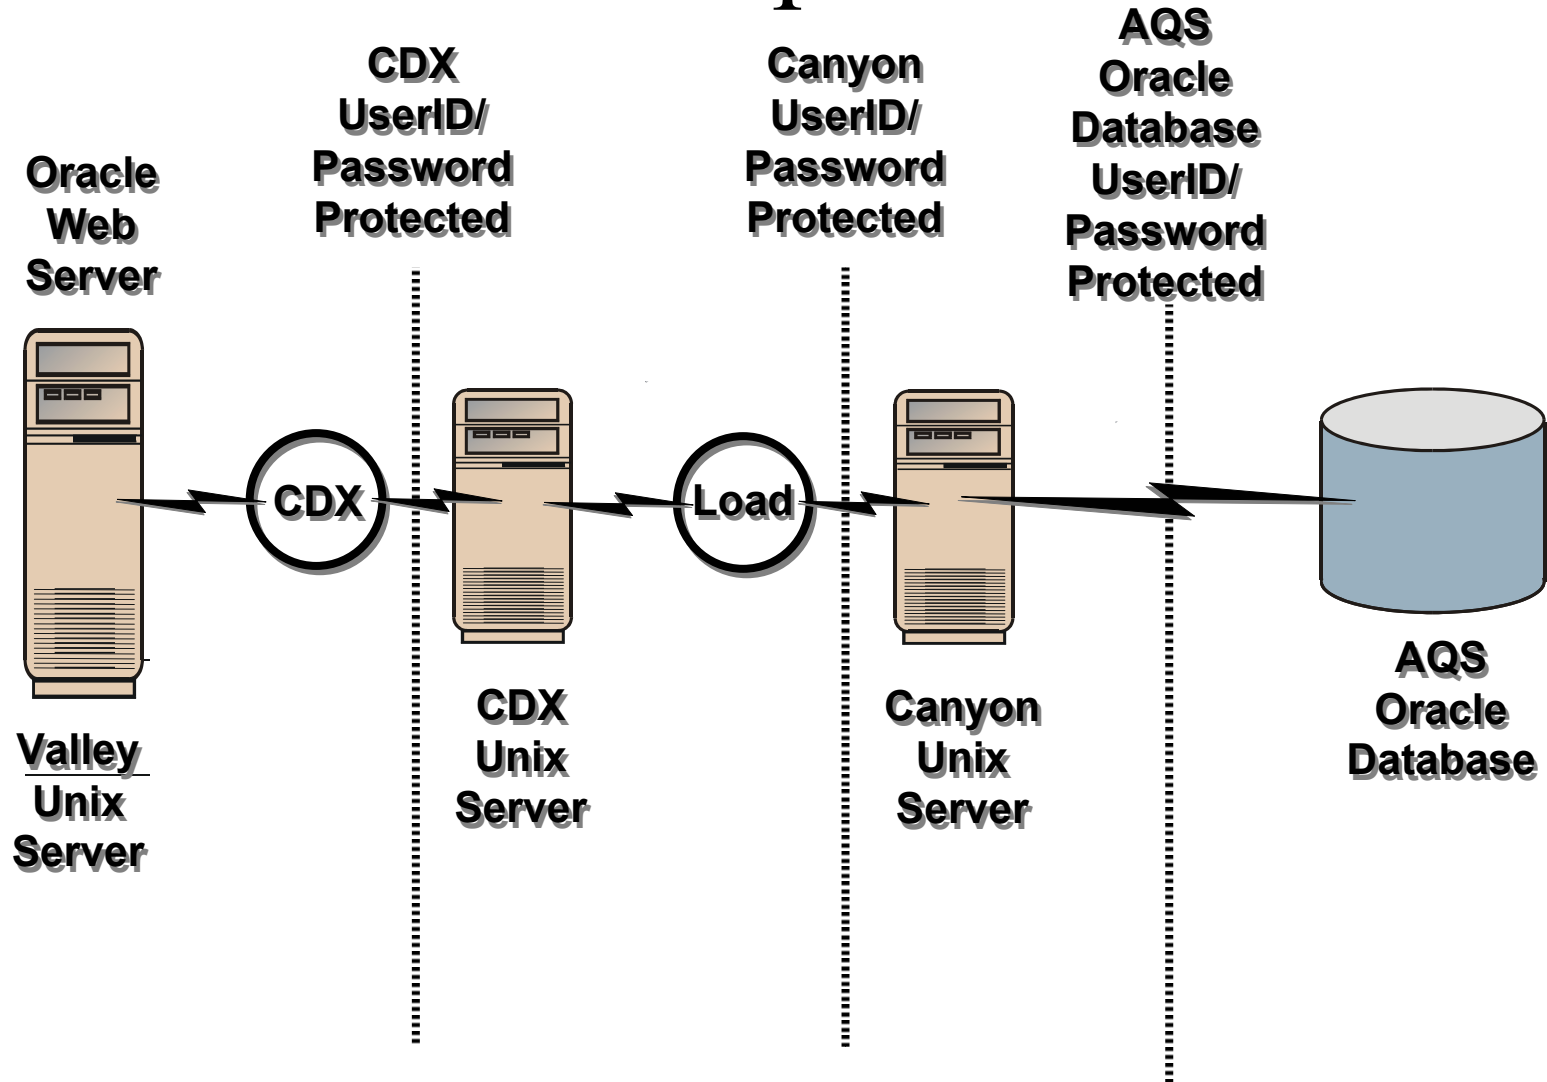 Oracle
Web
Server
CDX
UserID/
Password
Protected
Canyon
UserID/
Password
Protected
AQS
Oracle
Database
UserID/
Password
Protected
CDX
Load
Valley
Unix
Server
CDX
Unix
Server
Canyon
Unix
Server
AQS
Oracle
Database